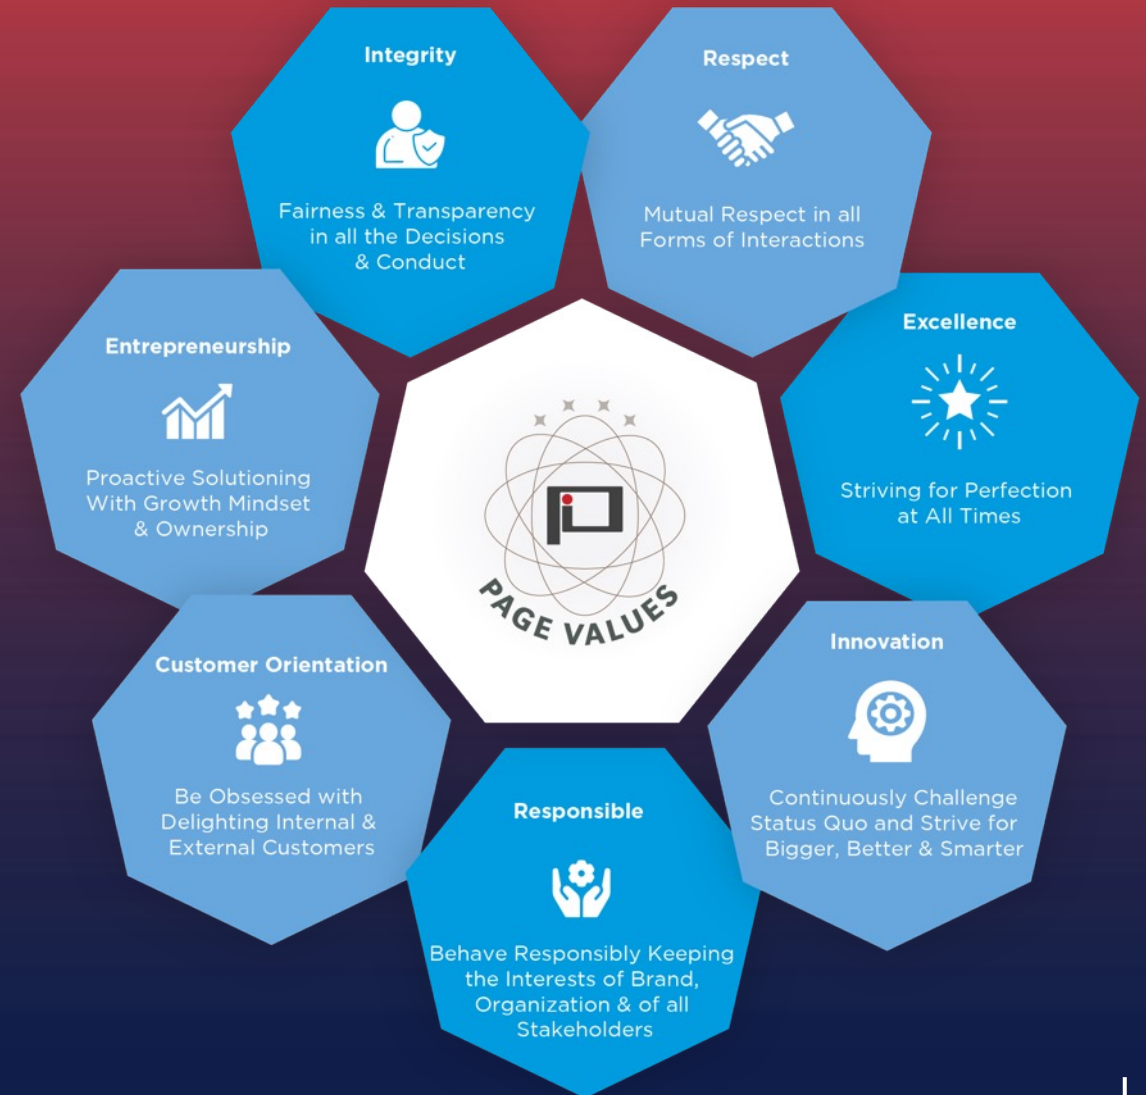 Integrity
Fairness & Transparency
in all the Decisions
& Conduct
Respect
Mutual Respect in all
Forms of Interactions
Excellence
Striving for Perfection
at All Times
Innovation
Continuously Challenge
Status Quo and Strive for
Bigger, Better & Smarter
Responsible
Behave Responsibly Keeping
the Interests of Brand,
Organization & of all
Stakeholders
Customer Orientation
Be Obsessed with
Delighting Internal &
External Customers
Entrepreneurship
Proactive Solutioning
With Growth Mindset
& Ownership
PAGE VALUES